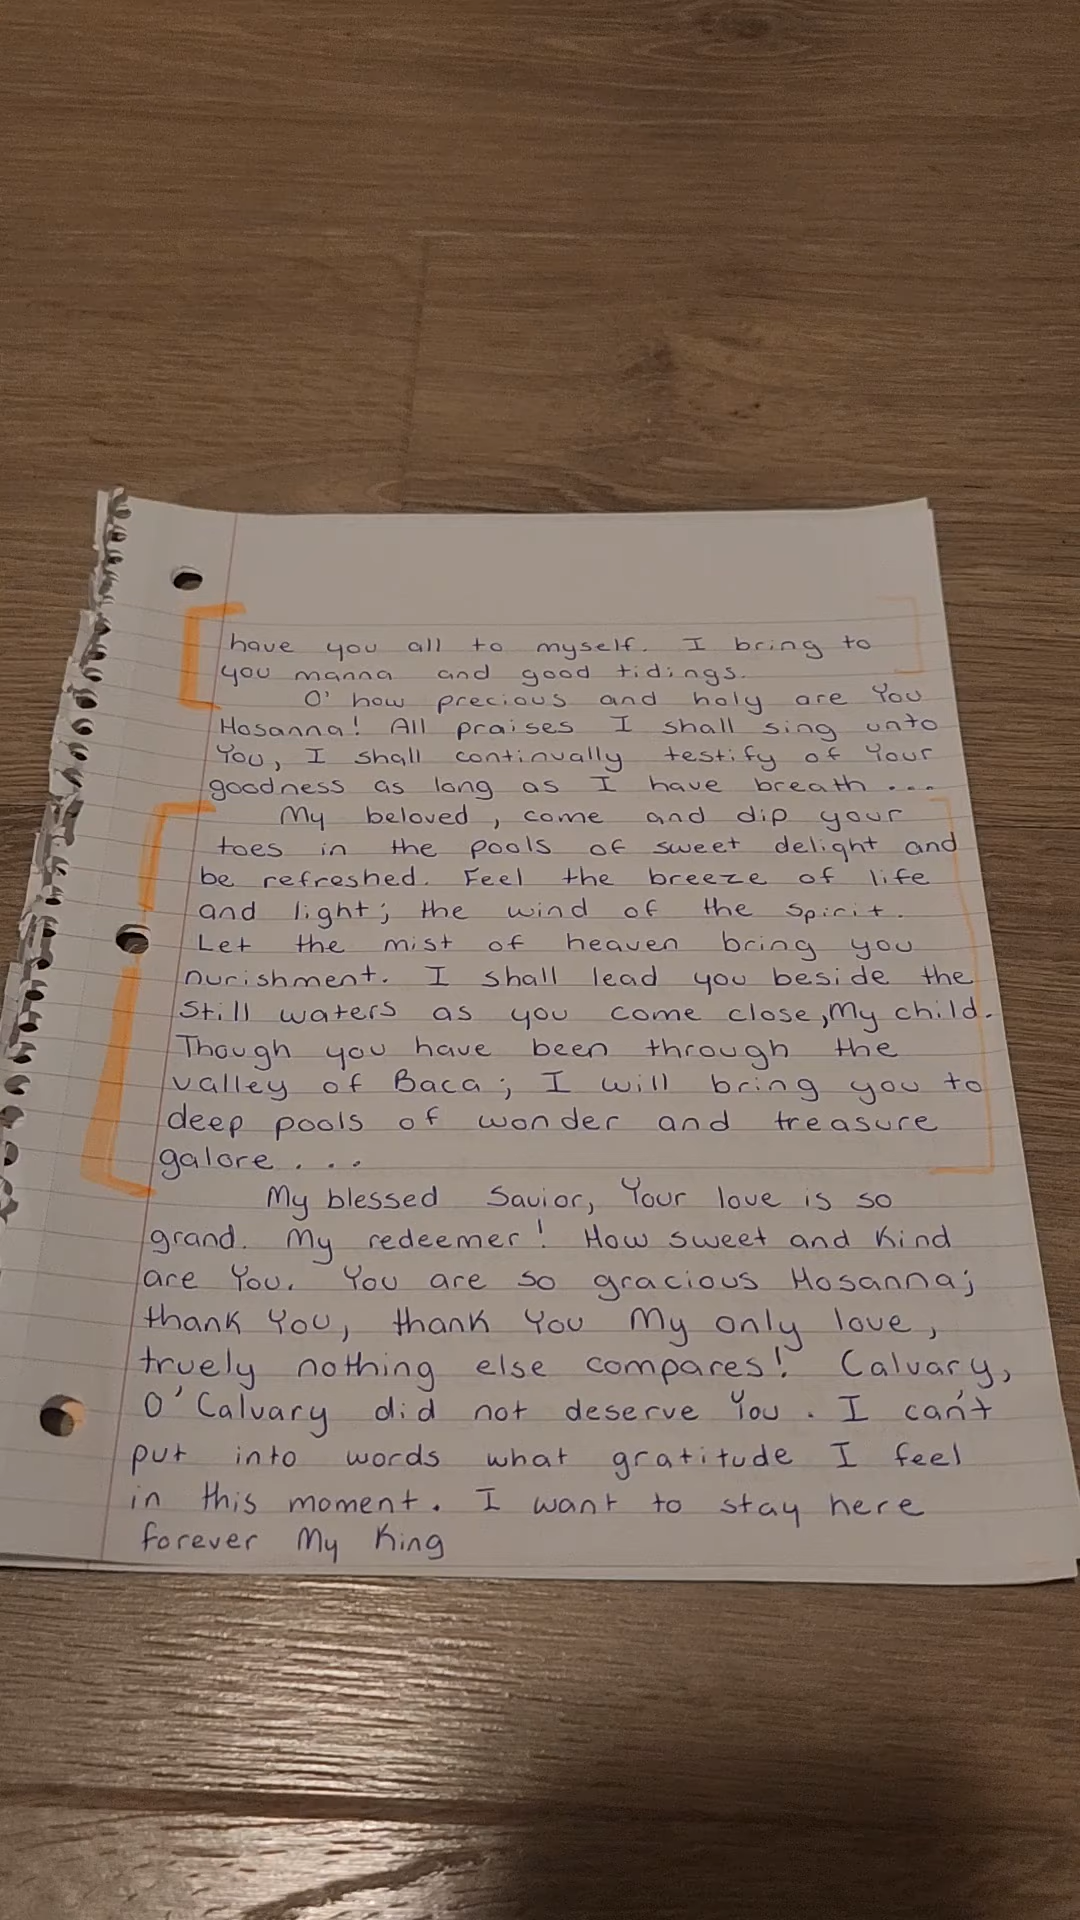 have you all to myself. I bring to
you manna and good tidings.
O' how precious and holy are You
Hosanna! All praises I shall sing unto
You, I shall continually testify of Your
goodness as long as I have breath ...
My beloved, come and dip your
toes in the pools of sweet delight and
be refreshed. Feel the breeze of life
and light; the wind of the Spirit.
Let the mist of heaven bring you
nurishment. I shall lead you beside the
Still waters as you come close, My child.
Though you have been through the
valley of Baca; I will bring you to
deep pools of wonder and treasure
galore ...
My blessed Savior, Your love is so
grand. My redeemer! How sweet and Kind
are You. You are so gracious Hosanna;
thank You, thank You My only love,
truely nothing else compares! Calvary,
O' Calvary did not deserve You. I can't
put into words what gratitude I feel
in this moment. I want to stay here
forever My King